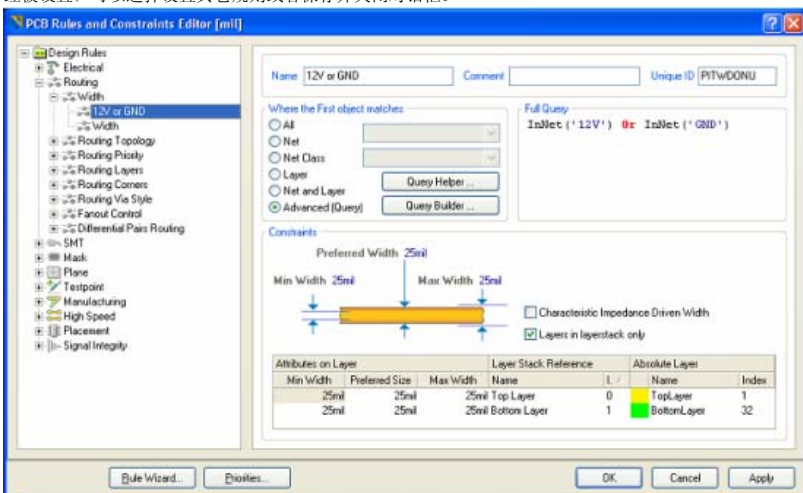 PCB Rules and Constraints Editor [mil]
Design Rules
Electrical
Routing
Width
12V or GND
Width
Routing Topology
Routing Priority
Routing Layers
Routing Corners
Routing Via Style
Fanout Control
Differential Pairs Routing
SMT
Mask
Plane
Testpoint
Manufacturing
High Speed
Placement
Signal Integrity
Name 12V or GND Comment Unique ID PITWDONU
Where the First object matches
All
Net
Net Class
Layer
Net and Layer
Advanced (Query)
Query Helper ...
Query Builder ...
Full Query
InNet('12V') Or InNet('GND')
Constraints
Preferred Width 25mil
Min Width 25mil Max Width 25mil
Characteristic Impedance Driven Width
Layers in layerstack only
Attributes on Layer Layer Stack Reference Absolute Layer
Min Width Preferred Size Max Width Name I. Name Index
25mil 25mil 25mil Top Layer 0 TopLayer 1
25mil 25mil 25mil Bottom Layer 1 BottomLayer 32
Rule Wizard... Priorities... OK Cancel Apply